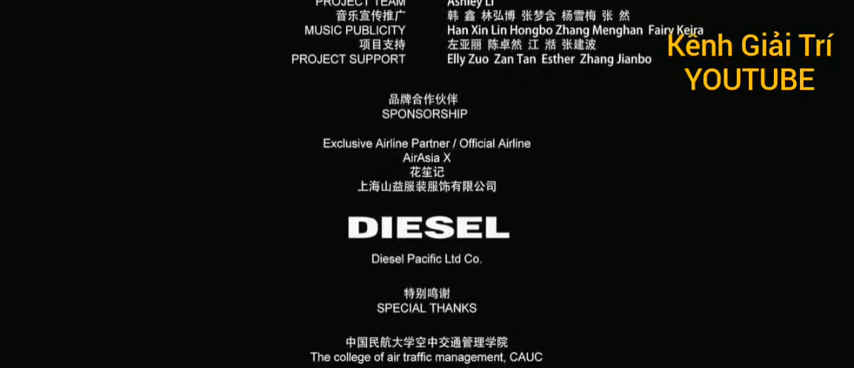 PROJECT TEAM Ashley Li
音乐宣传推广 韩 鑫 林弘博 张梦含 杨雪梅 张 然
MUSIC PUBLICITY Han Xin Lin Hongbo Zhang Menghan Fairy Keira
项目支持 左亚丽 陈卓然 江 湉 张建波
PROJECT SUPPORT Elly Zuo Zan Tan Esther Zhang Jianbo
Kênh Giải Trí
YOUTUBE
品牌合作伙伴
SPONSORSHIP
Exclusive Airline Partner / Official Airline
AirAsia X
花笙记
上海山益服装服饰有限公司
DIESEL
Diesel Pacific Ltd Co.
特别鸣谢
SPECIAL THANKS
中国民航大学空中交通管理学院
The college of air traffic management, CAUC